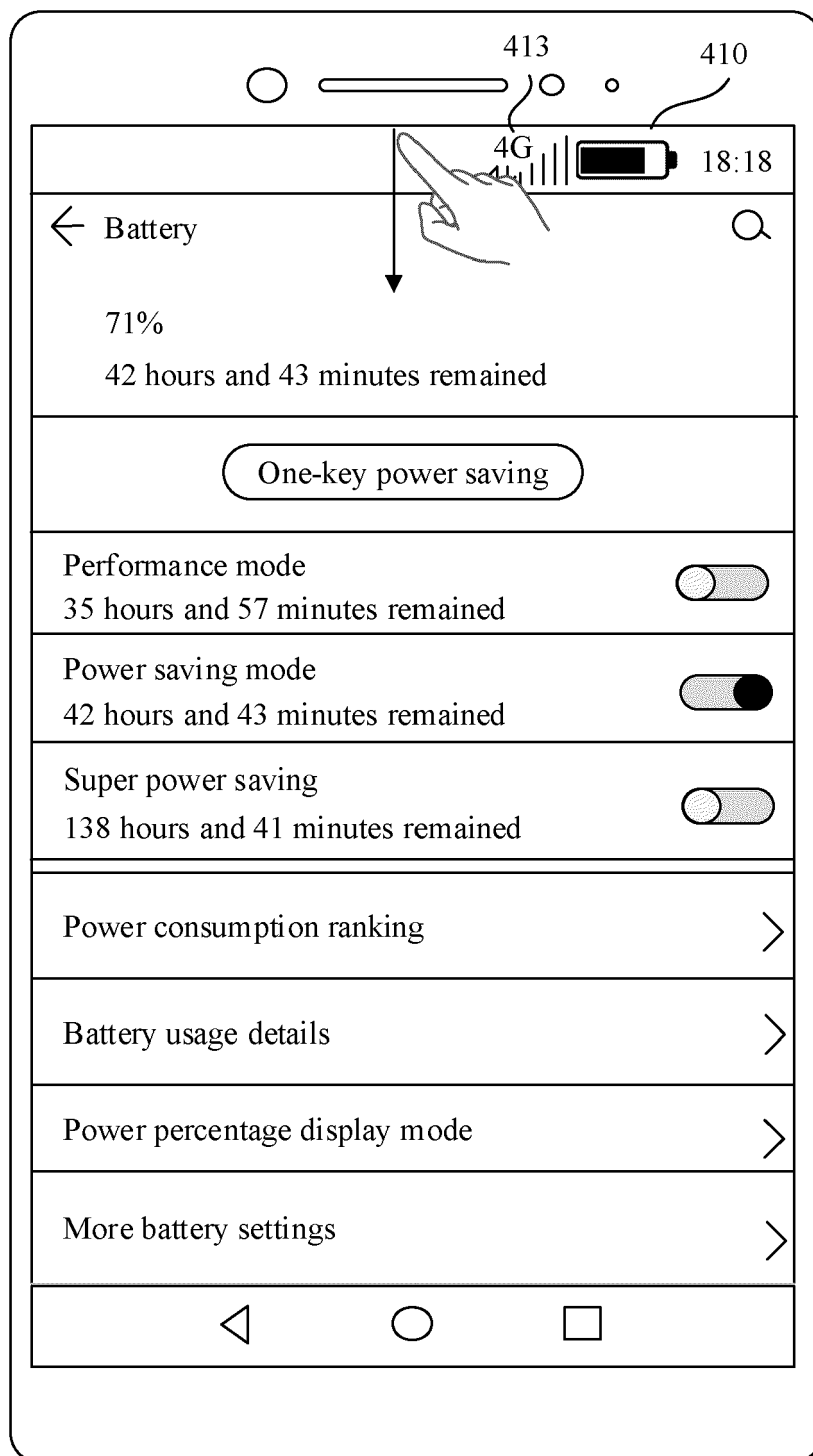 413
410
4G
18:18
Battery
71%
42 hours and 43 minutes remained
One-key power saving
Performance mode
35 hours and 57 minutes remained
Power saving mode
42 hours and 43 minutes remained
Super power saving
138 hours and 41 minutes remained
Power consumption ranking
Battery usage details
Power percentage display mode
More battery settings